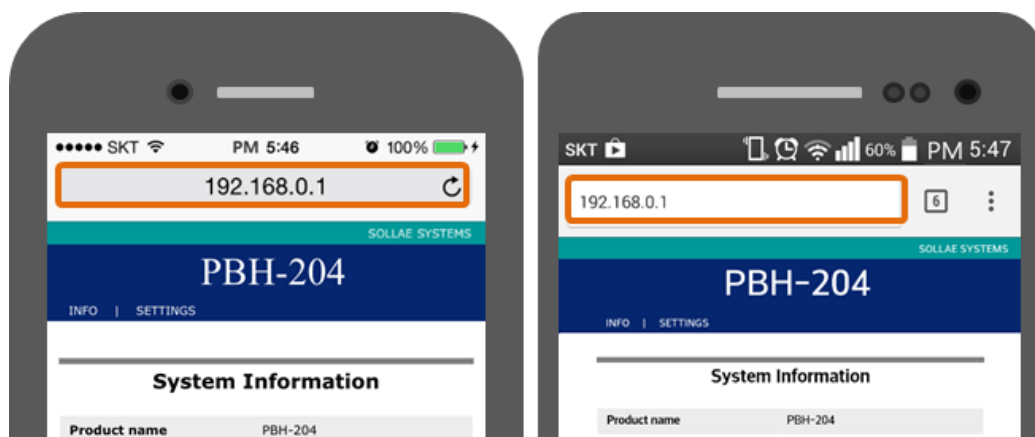 SKT PM 5:46 100%
192.168.0.1
SOLLAE SYSTEMS
PBH-204
INFO | SETTINGS
System Information
Product name PBH-204
SKT 60% PM 5:47
192.168.0.1 6
SOLLAE SYSTEMS
PBH-204
INFO | SETTINGS
System Information
Product name PBH-204